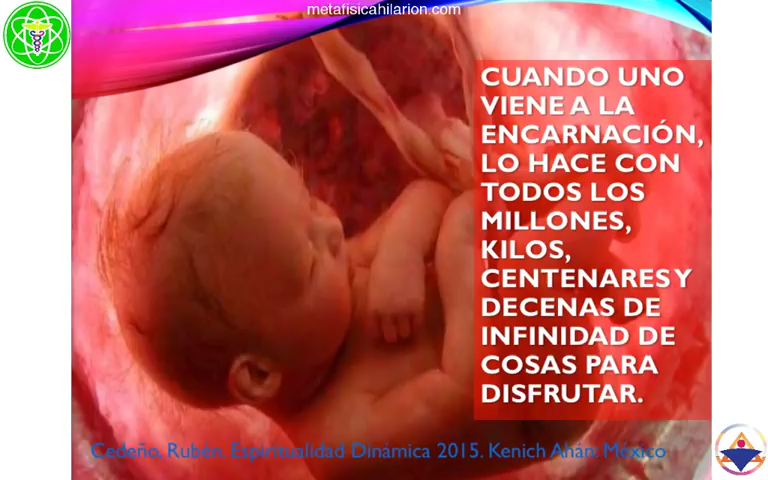 metafisicahilarion.com
CUANDO UNO
VIENE A LA
ENCARNACIÓN,
LO HACE CON
TODOS LOS
MILLONES,
KILOS,
CENTENARES Y
DECENAS DE
INFINIDAD DE
COSAS PARA
DISFRUTAR.
Cedeño, Rubén. Espiritualidad Dinámica 2015. Kenich Ahán: México